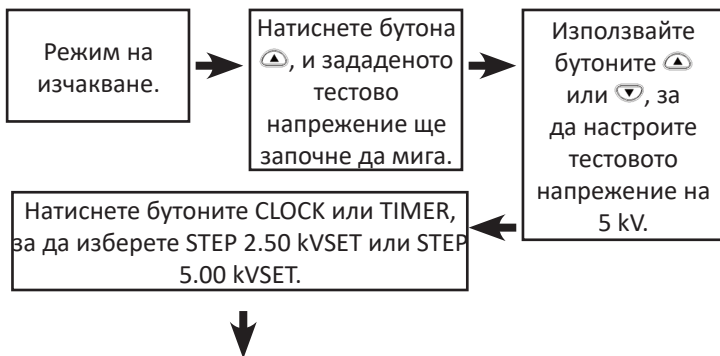 Режим на
изчакване.
Натиснете бутона
▲, и зададеното
тестово
напрежение ще
започне да мига.
Използвайте
бутоните ▲
или ▼, за
да настроите
тестовото
напрежение на
5 kV.
Натиснете бутоните CLOCK или TIMER,
за да изберете STEP 2.50 kVSET или STEP
5.00 kVSET.